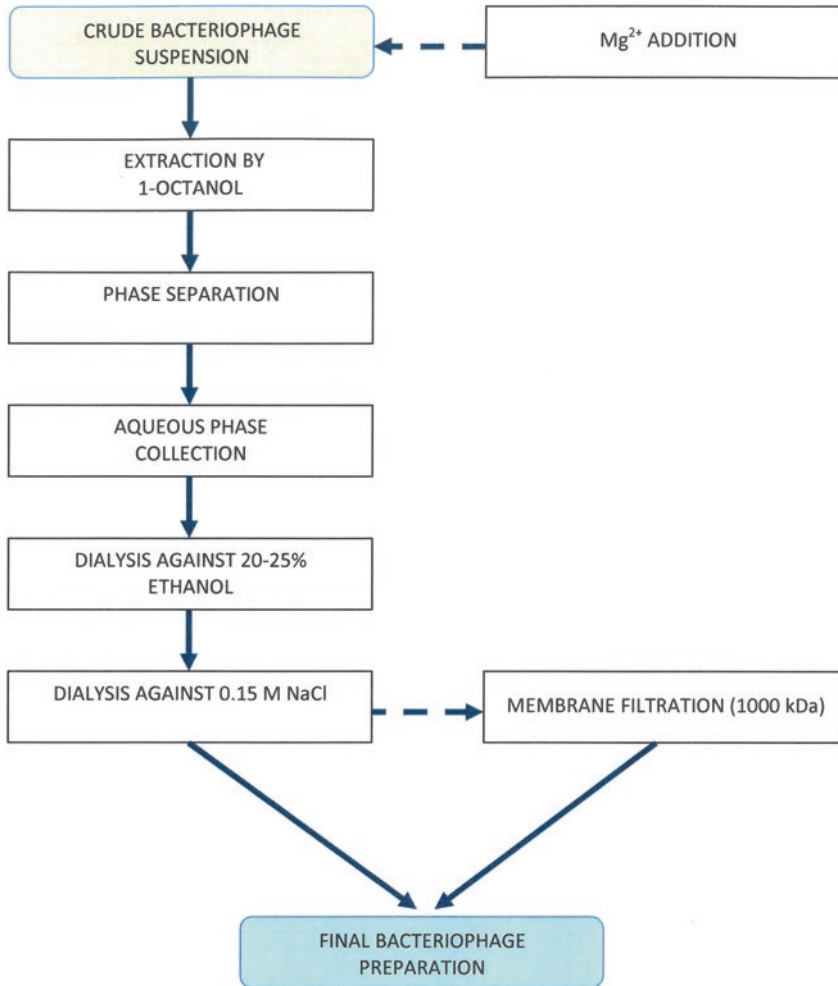 CRUDE BACTERIOPHAGE
SUSPENSION
Mg²⁺ ADDITION
EXTRACTION BY
1-OCTANOL
PHASE SEPARATION
AQUEOUS PHASE
COLLECTION
DIALYSIS AGAINST 20-25%
ETHANOL
DIALYSIS AGAINST 0.15 M NaCl
MEMBRANE FILTRATION (1000 kDa)
FINAL BACTERIOPHAGE
PREPARATION